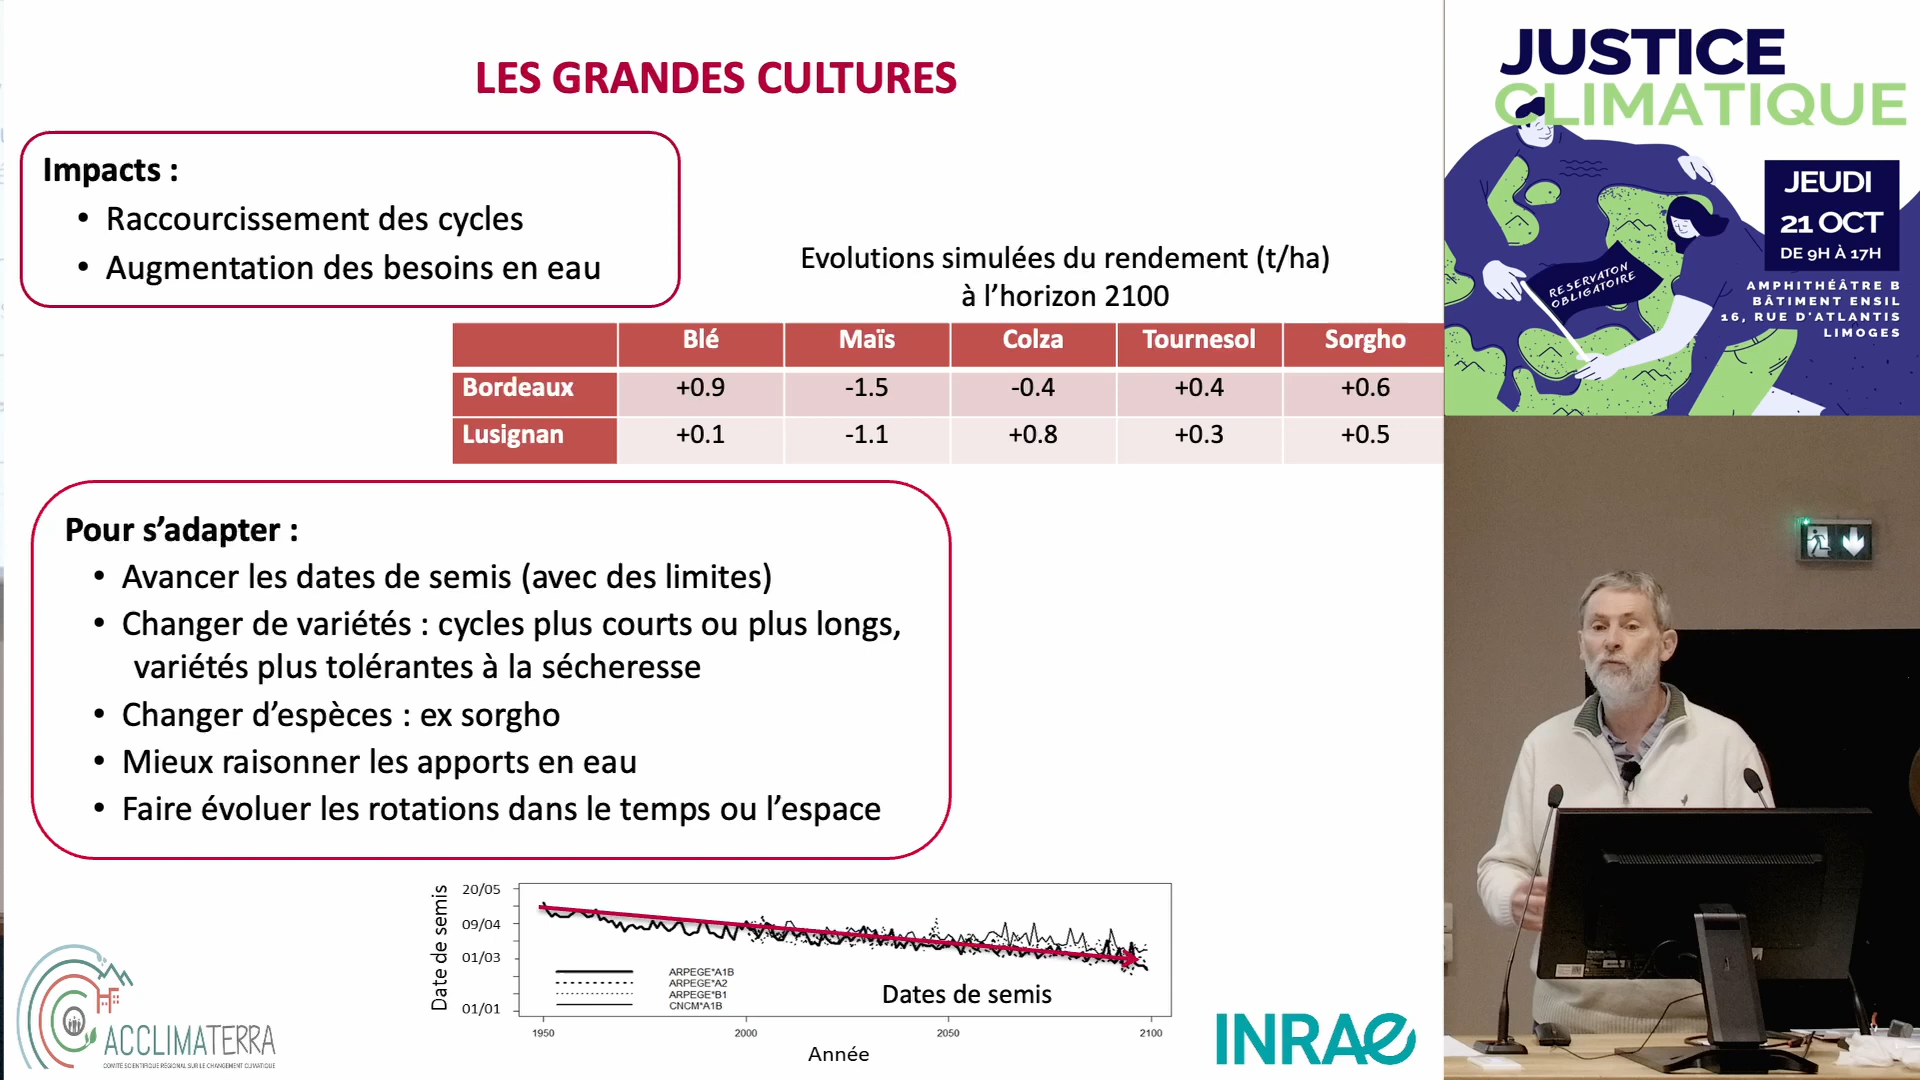 LES GRANDES CULTURES
Impacts :
• Raccourcissement des cycles
• Augmentation des besoins en eau
Evolutions simulées du rendement (t/ha)
à l’horizon 2100
Blé Maïs Colza Tournesol Sorgho
Bordeaux +0.9 -1.5 -0.4 +0.4 +0.6
Lusignan +0.1 -1.1 +0.8 +0.3 +0.5
Pour s’adapter :
• Avancer les dates de semis (avec des limites)
• Changer de variétés : cycles plus courts ou plus longs,
variétés plus tolérantes à la sécheresse
• Changer d’espèces : ex sorgho
• Mieux raisonner les apports en eau
• Faire évoluer les rotations dans le temps ou l’espace
Date de semis
20/05
09/04
01/03
01/01
ARPEGE*A1B
ARPEGE*A2
ARPEGE*B1
CNCM*A1B
Dates de semis
1950 2000 2050 2100
Année
ACCLIMATERRA
COMITÉ SCIENTIFIQUE RÉGIONAL SUR LE CHANGEMENT CLIMATIQUE
INRAE
JUSTICE
CLIMATIQUE
JEUDI
21 OCT
DE 9H À 17H
RESERVATON
OBLIGATOIRE
AMPHITHÉÂTRE B
BÂTIMENT ENSIL
16, RUE D'ATLANTIS
LIMOGES